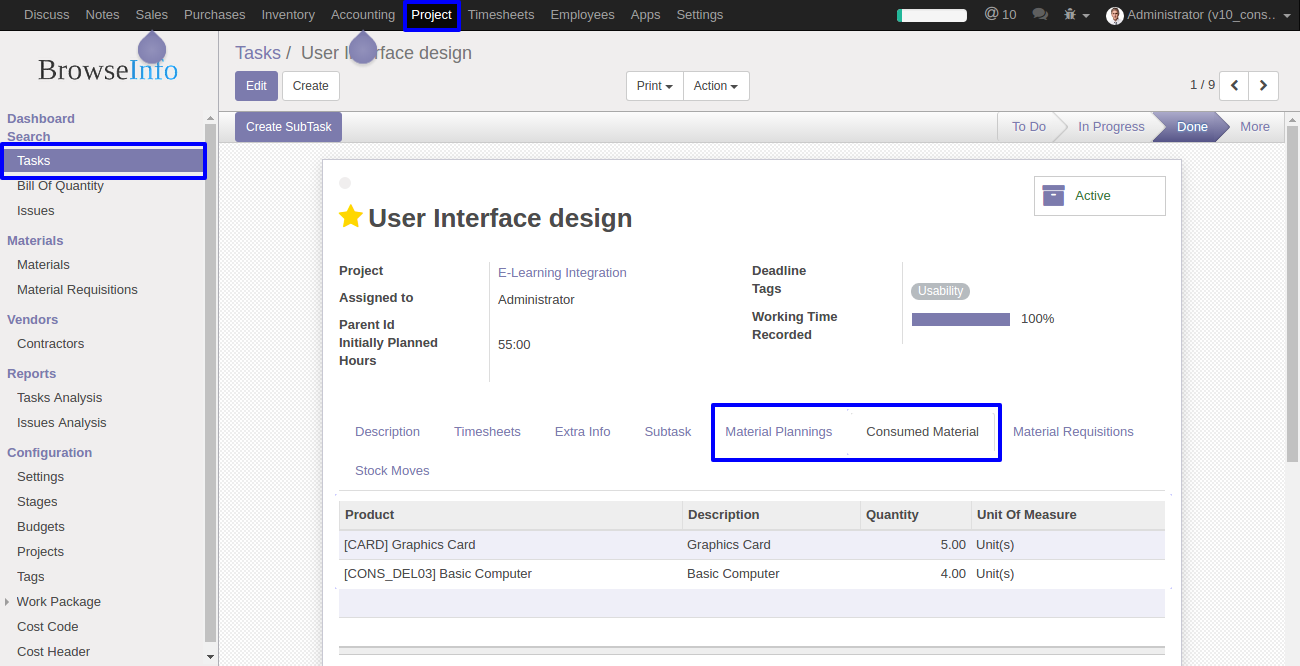 Discuss Notes Sales Purchases Inventory Accounting Project Timesheets Employees Apps Settings @ 10 Administrator (v10_cons...
BrowseInfo
Dashboard
Search
Tasks
Bill Of Quantity
Issues
Materials
Materials
Material Requisitions
Vendors
Contractors
Reports
Tasks Analysis
Issues Analysis
Configuration
Settings
Stages
Budgets
Projects
Tags
Work Package
Cost Code
Cost Header
Tasks / User Interface design
Edit Create Print Action 1 / 9
Create SubTask To Do In Progress Done More
Active
User Interface design
Project E-Learning Integration
Assigned to Administrator
Parent Id
Initially Planned Hours 55:00
Deadline
Tags Usability
Working Time Recorded 100%
Description Timesheets Extra Info Subtask Material Plannings Consumed Material Material Requisitions
Stock Moves
Product Description Quantity Unit Of Measure
[CARD] Graphics Card Graphics Card 5.00 Unit(s)
[CONS_DEL03] Basic Computer Basic Computer 4.00 Unit(s)